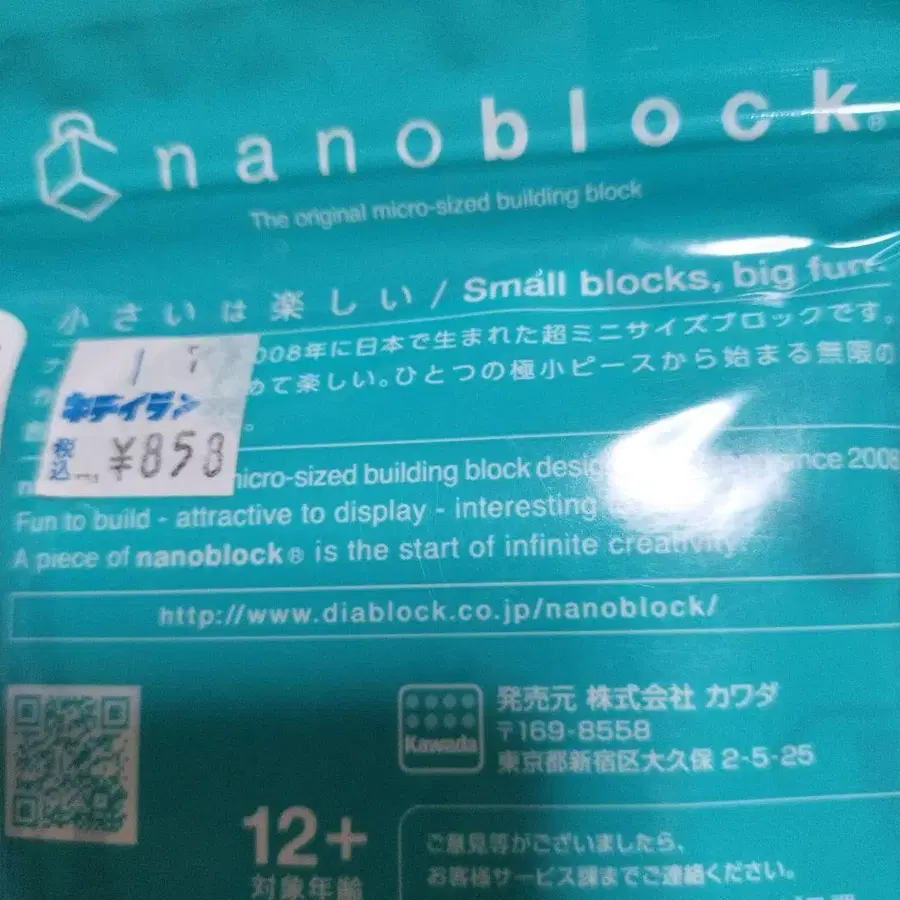 nanoblock®
The original micro-sized building block
小さいは楽しい / Small blocks, big fun.
2008年に日本で生まれた超ミニサイズブロックです。
めて楽しい。ひとつの極小ピースから始まる無限の
キデイラン
税込 ¥858
micro-sized building block since 2008
Fun to build - attractive to display - interesting
A piece of nanoblock® is the start of infinite creativity.
http://www.diablock.co.jp/nanoblock/
Kawada
発売元 株式会社 カワダ
〒169-8558
東京都新宿区大久保 2-5-25
12+
対象年齢
ご意見等がございましたら、
お客様サービス課までご連絡ください。